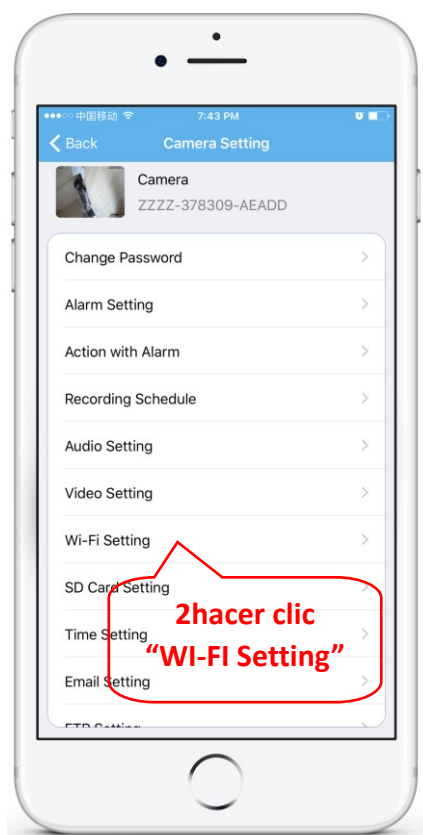 中国移动 7:43 PM
Back Camera Setting
Camera
ZZZZ-378309-AEADD
Change Password
Alarm Setting
Action with Alarm
Recording Schedule
Audio Setting
Video Setting
Wi-Fi Setting
SD Card Setting
2hacer clic
Time Setting
“WI-FI Setting”
Email Setting
FTP Setting